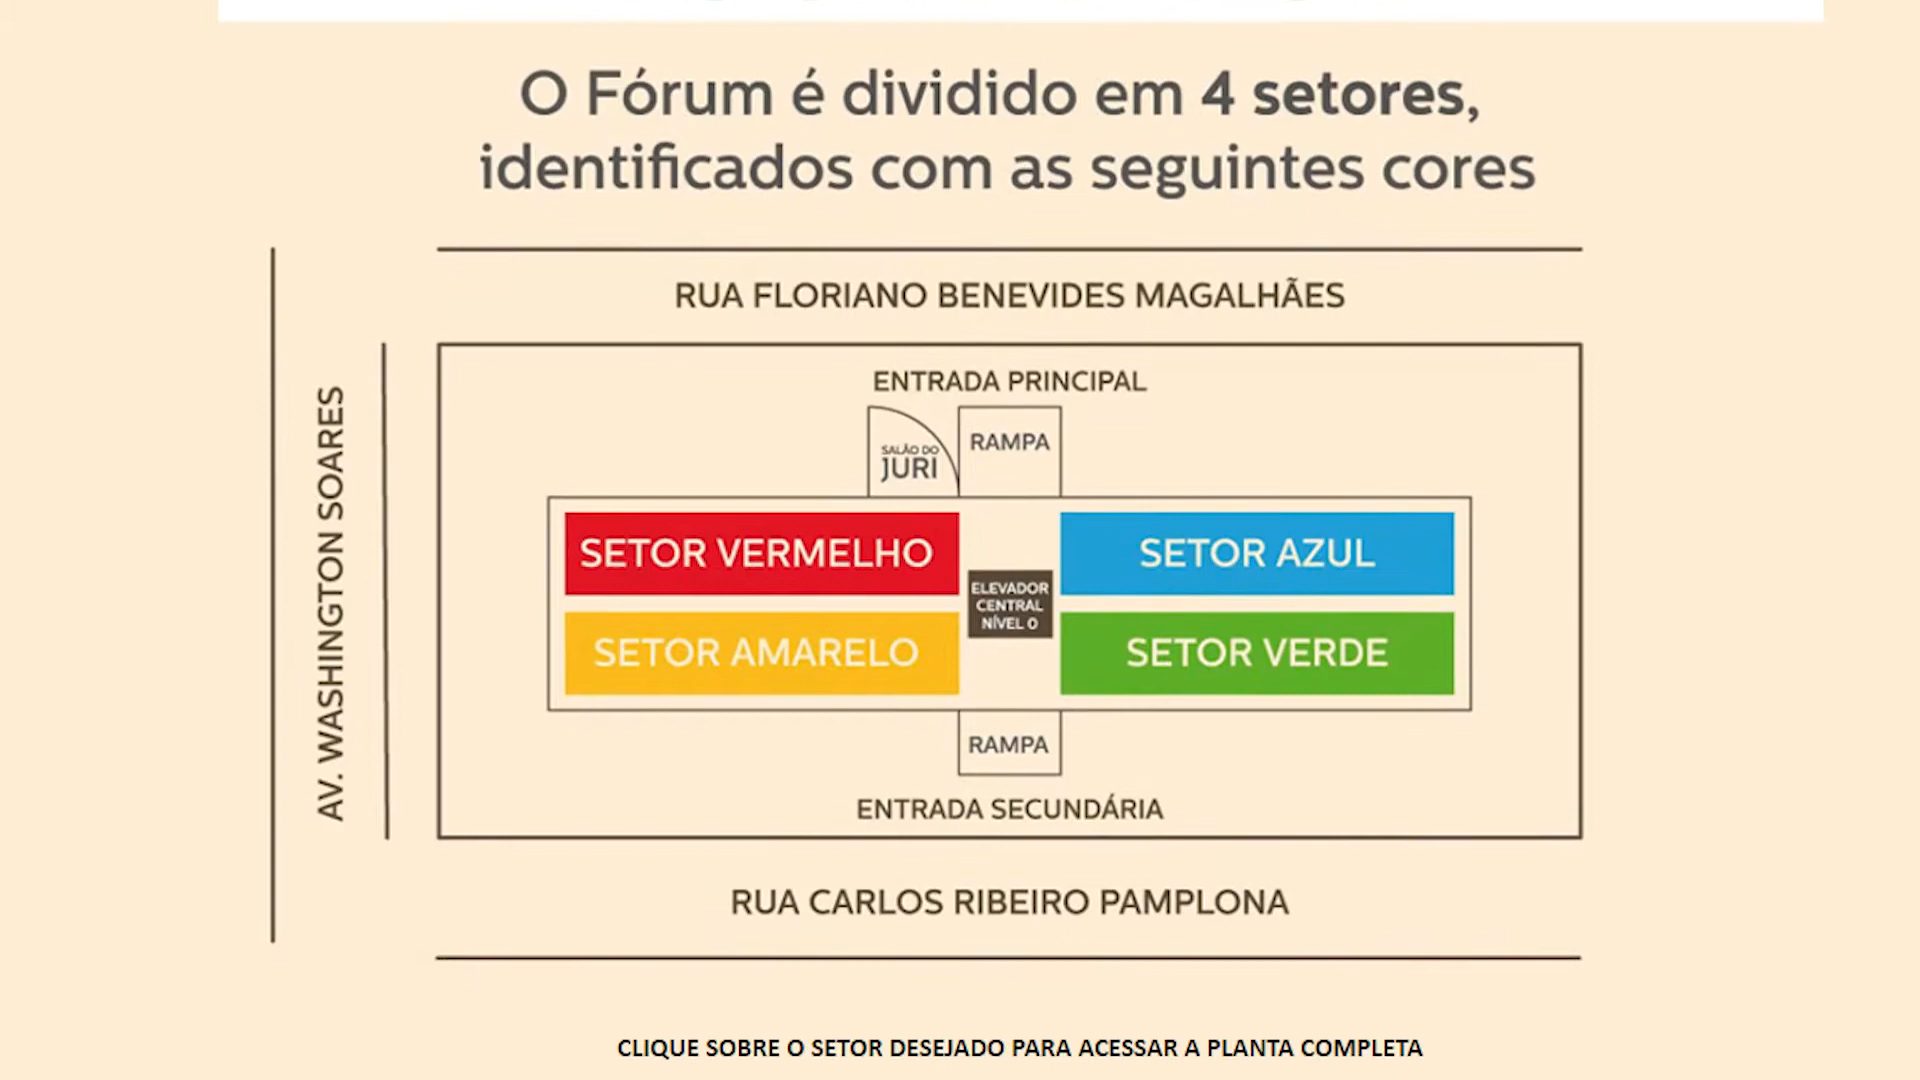 O Fórum é dividido em 4 setores,
identificados com as seguintes cores
RUA FLORIANO BENEVIDES MAGALHÃES
AV. WASHINGTON SOARES
ENTRADA PRINCIPAL
SALÃO DO
JURI
RAMPA
SETOR VERMELHO
SETOR AZUL
ELEVADOR
CENTRAL
NÍVEL 0
SETOR AMARELO
SETOR VERDE
RAMPA
ENTRADA SECUNDÁRIA
RUA CARLOS RIBEIRO PAMPLONA
CLIQUE SOBRE O SETOR DESEJADO PARA ACESSAR A PLANTA COMPLETA